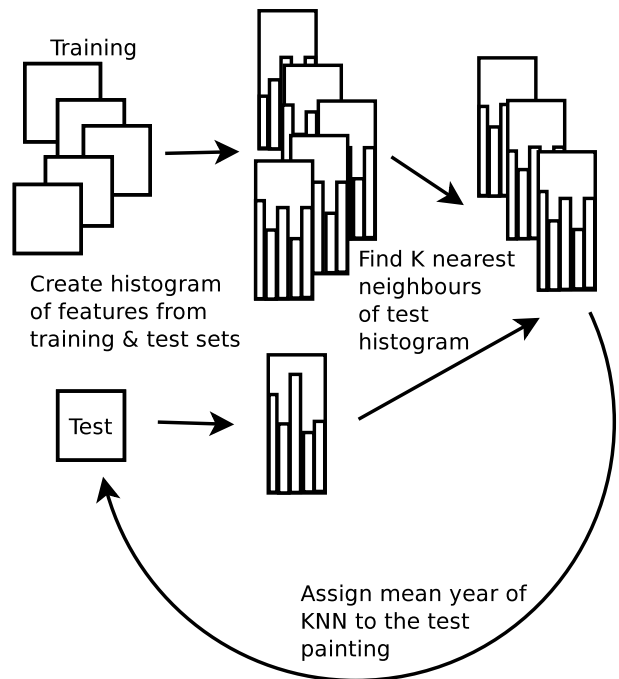 Training
Create histogram
of features from
training & test sets
Find K nearest
neighbours
of test
histogram
Test
Assign mean year of
KNN to the test
painting